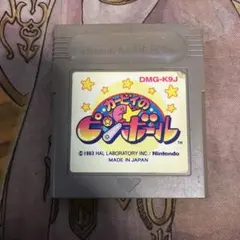 DMG-K9J
カービィの
ピンボール
TM
© 1993 HAL LABORATORY INC./Nintendo
MADE IN JAPAN